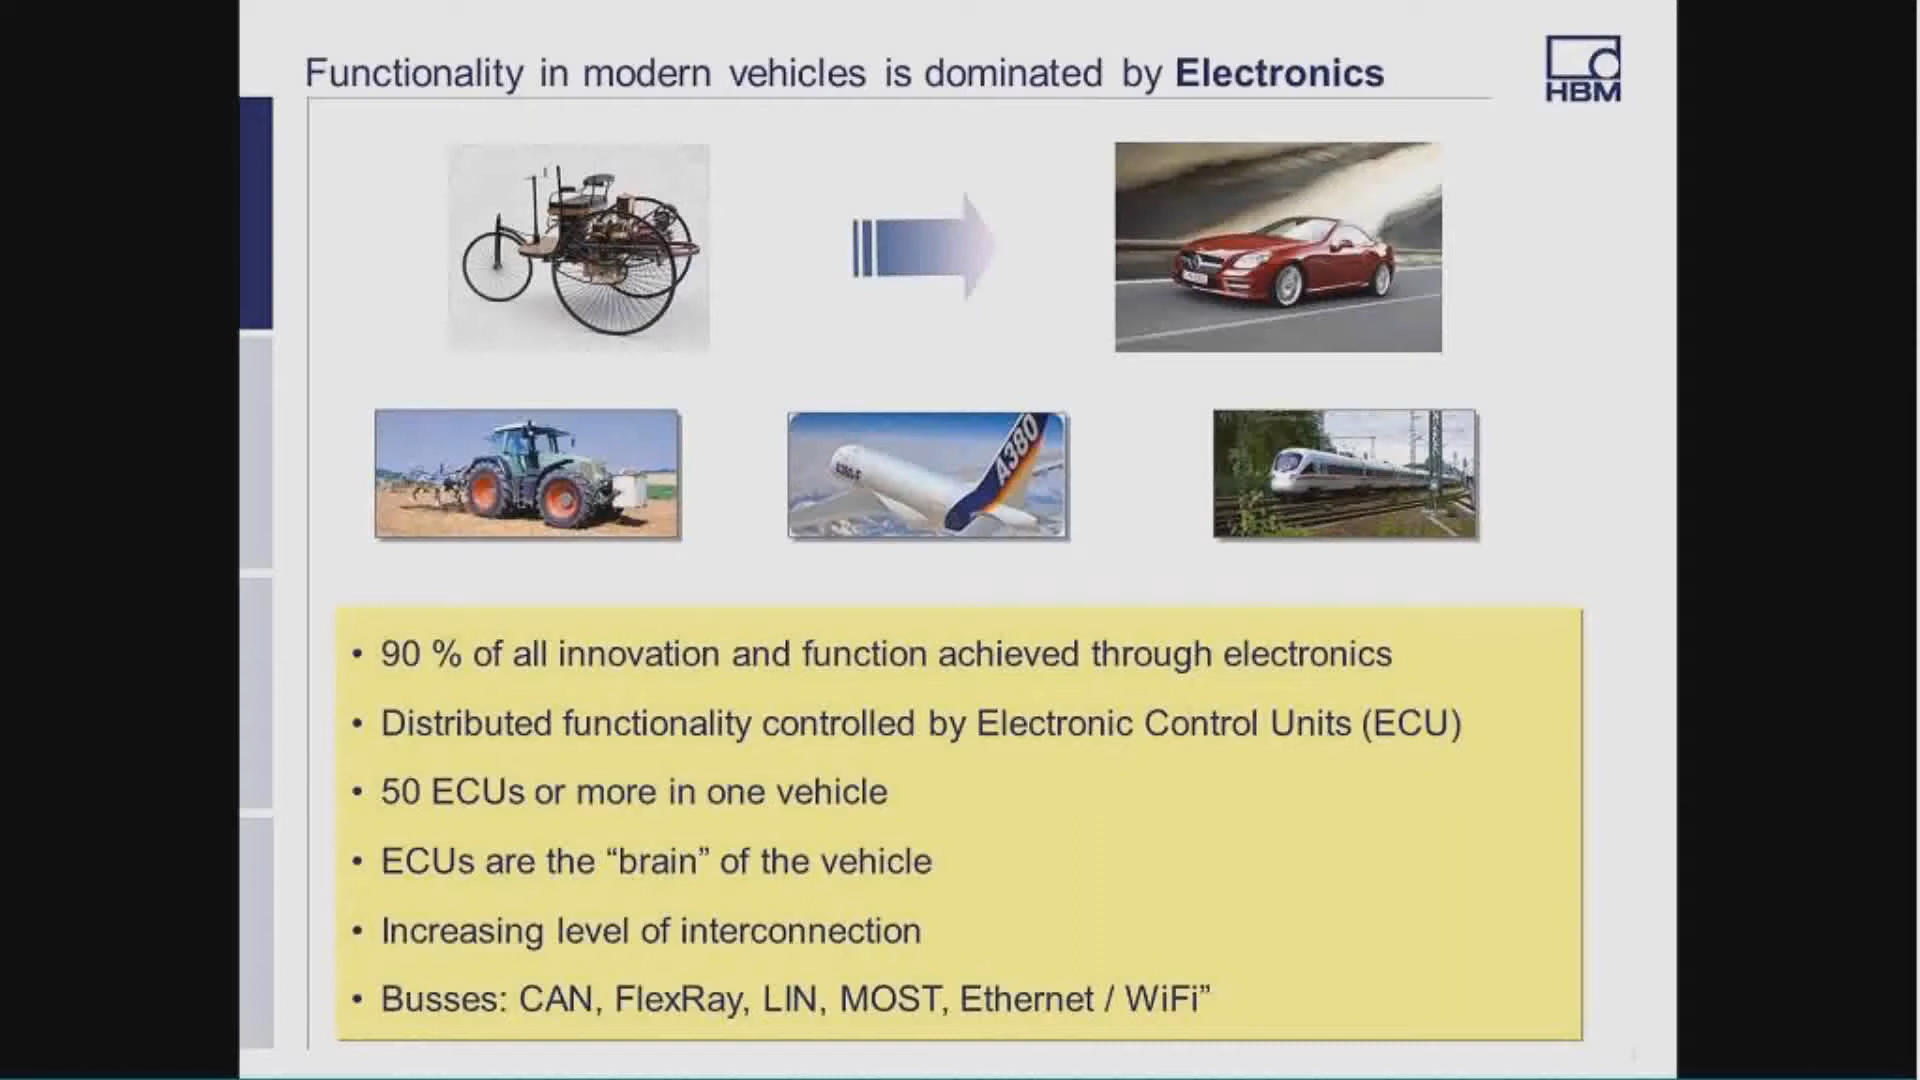 Functionality in modern vehicles is dominated by Electronics
HBM
A380
• 90 % of all innovation and function achieved through electronics
• Distributed functionality controlled by Electronic Control Units (ECU)
• 50 ECUs or more in one vehicle
• ECUs are the “brain” of the vehicle
• Increasing level of interconnection
• Busses: CAN, FlexRay, LIN, MOST, Ethernet / WiFi”